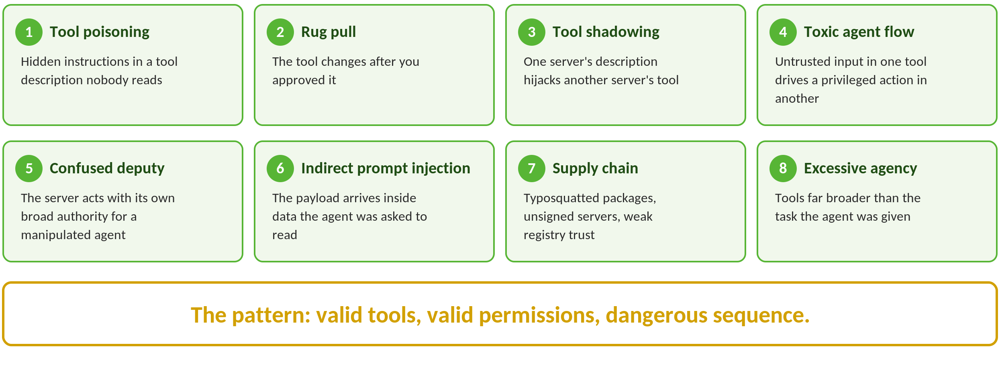 1 Tool poisoning
Hidden instructions in a tool
description nobody reads
2 Rug pull
The tool changes after you
approved it
3 Tool shadowing
One server's description
hijacks another server's tool
4 Toxic agent flow
Untrusted input in one tool
drives a privileged action in
another
5 Confused deputy
The server acts with its own
broad authority for a
manipulated agent
6 Indirect prompt injection
The payload arrives inside
data the agent was asked to
read
7 Supply chain
Typosquatted packages,
unsigned servers, weak
registry trust
8 Excessive agency
Tools far broader than the
task the agent was given
The pattern: valid tools, valid permissions, dangerous sequence.